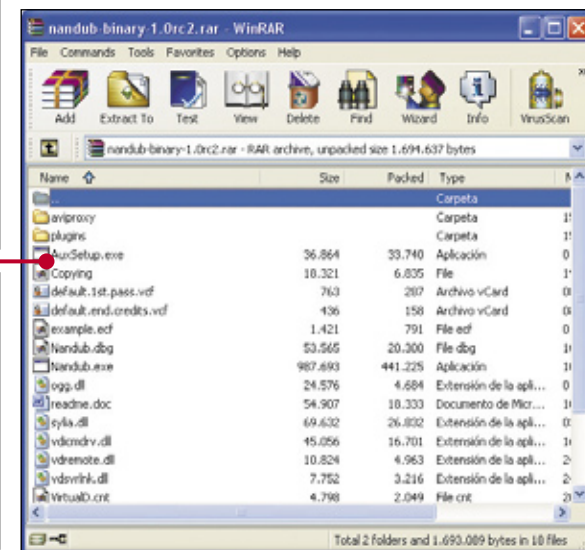 nandub-binary-1.0rc2.rar - WinRAR
File Commands Tools Favorites Options Help
Add Extract To Test View Delete Find Wizard Info VirusScan
nandub-binary-1.0rc2.rar - RAR archive, unpacked size 1.694.637 bytes
Name Size Packed Type
.. Carpeta
aviproxy Carpeta
plugins Carpeta
AuxSetup.exe 36.864 33.740 Aplicación
Copying 18.321 6.835 File
default.1st.pass.vcf 763 287 Archivo vCard
default.end.credits.vcf 436 158 Archivo vCard
example.ecf 1.421 791 File ecf
Nandub.dbg 53.565 20.300 File dbg
Nandub.exe 987.693 441.225 Aplicación
ogg.dll 24.576 4.684 Extensión de la apli...
readme.doc 54.907 18.333 Documento de Micr...
sylia.dll 69.632 26.832 Extensión de la apli...
vdicmdrv.dll 45.056 16.701 Extensión de la apli...
vdremote.dll 10.824 4.963 Extensión de la apli...
vdsvrlnk.dll 7.752 3.216 Extensión de la apli...
VirtualD.cnt 4.798 2.049 File cnt
Total 2 folders and 1.693.089 bytes in 18 files